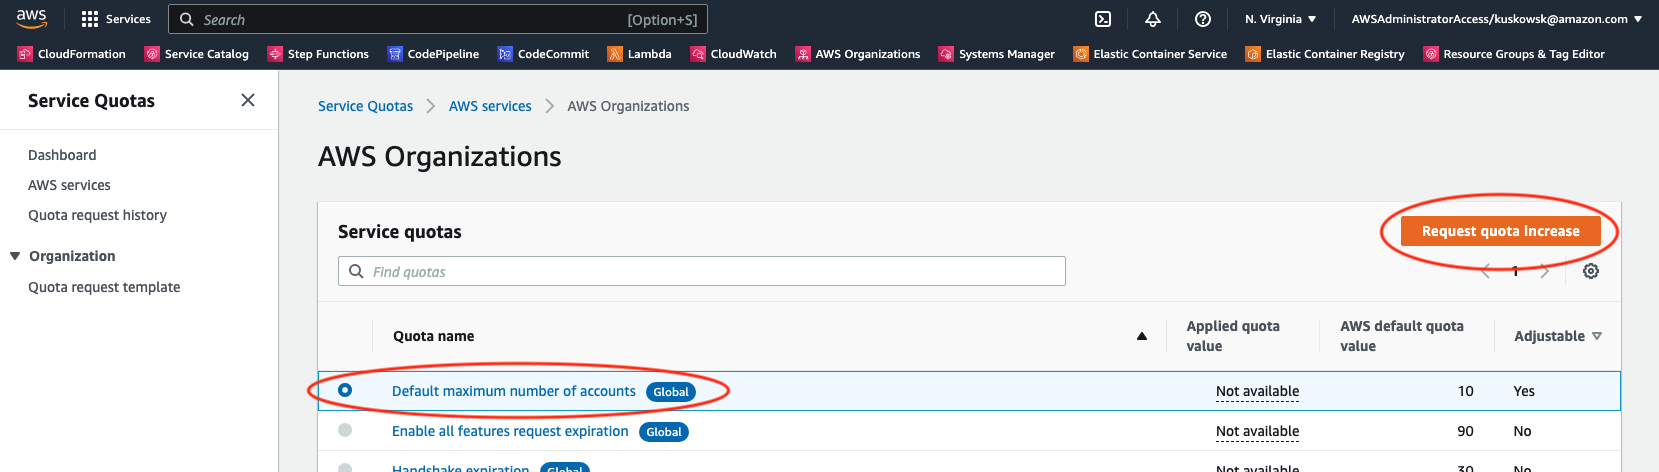 aws Services Search [Option+S] N. Virginia AWSAdministratorAccess/kuskowsk@amazon.com
CloudFormation Service Catalog Step Functions CodePipeline CodeCommit Lambda CloudWatch AWS Organizations Systems Manager Elastic Container Service Elastic Container Registry Resource Groups & Tag Editor
Service Quotas
Dashboard
AWS services
Quota request history
Organization
Quota request template
Service Quotas AWS services AWS Organizations
AWS Organizations
Service quotas
Request quota increase
Find quotas
1
Quota name Applied quota value AWS default quota value Adjustable
Default maximum number of accounts Global Not available 10 Yes
Enable all features request expiration Global Not available 90 No
Handshake expiration Global Not available 30 No